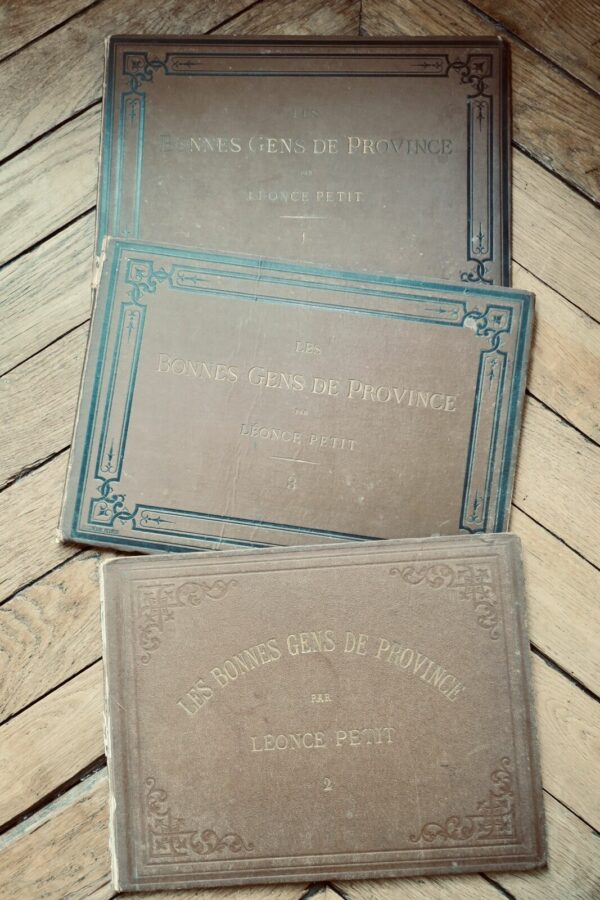 LES
BONNES GENS DE PROVINCE
PAR
LÉONCE PETIT
1
LES
BONNES GENS DE PROVINCE
PAR
LÉONCE PETIT
3
LES BONNES GENS DE PROVINCE
PAR
LÉONCE PETIT
2